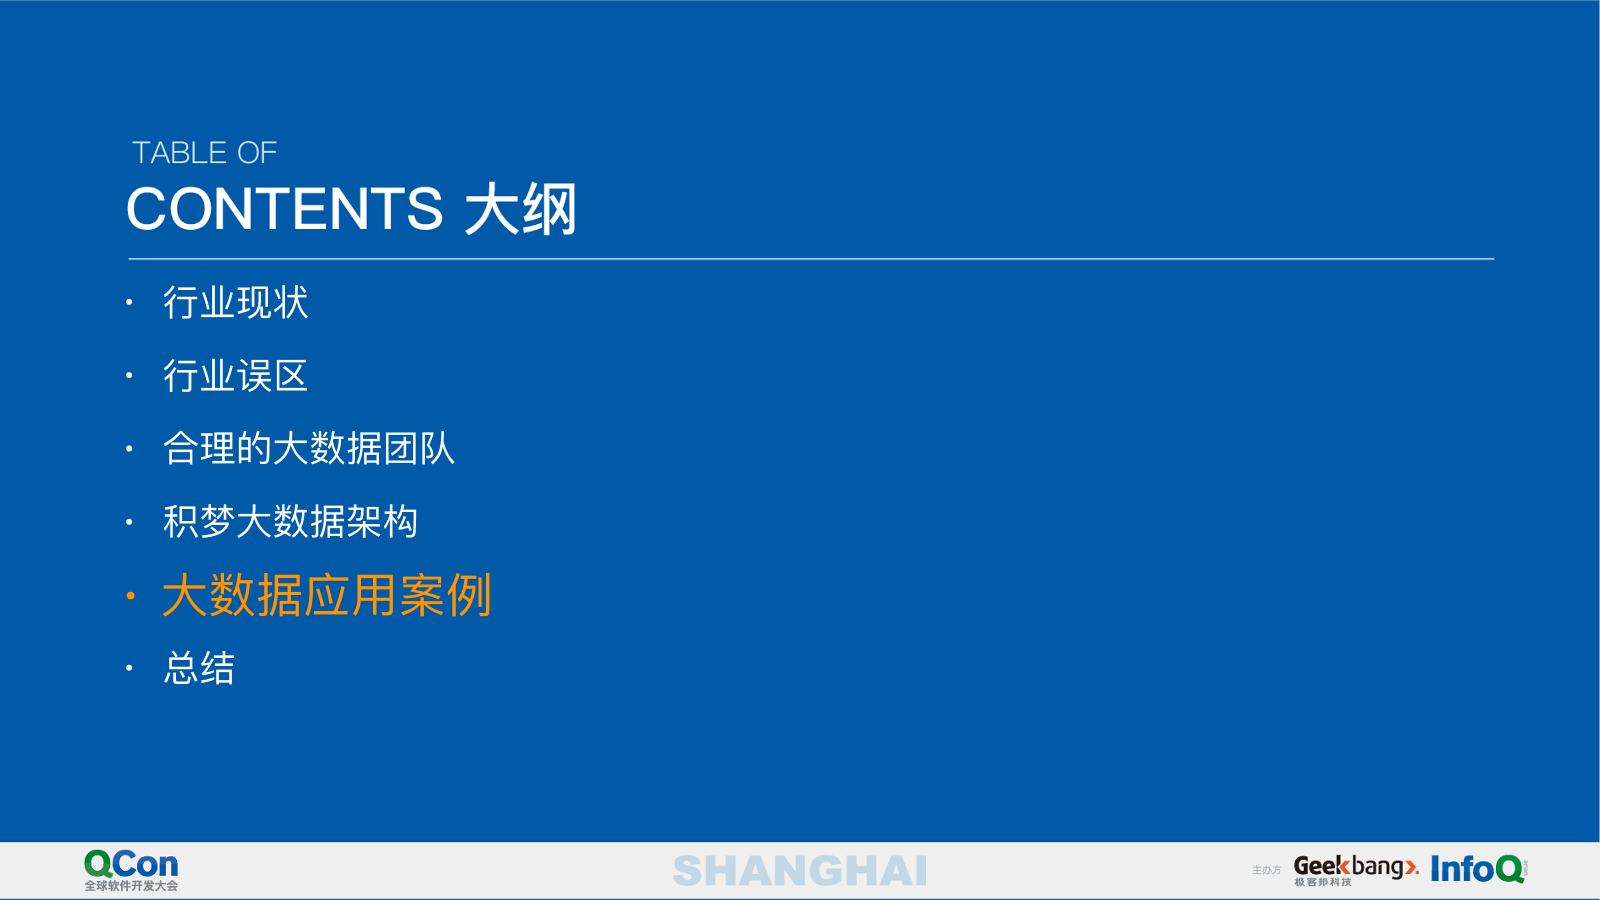 TABLE OF
CONTENTS 大纲
• 行业现状
• 行业误区
• 合理的大数据团队
• 积梦大数据架构
• 大数据应用案例
• 总结
QCon
全球软件开发大会
SHANGHAI
主办方
Geekbang>.
极客邦科技
InfoQ